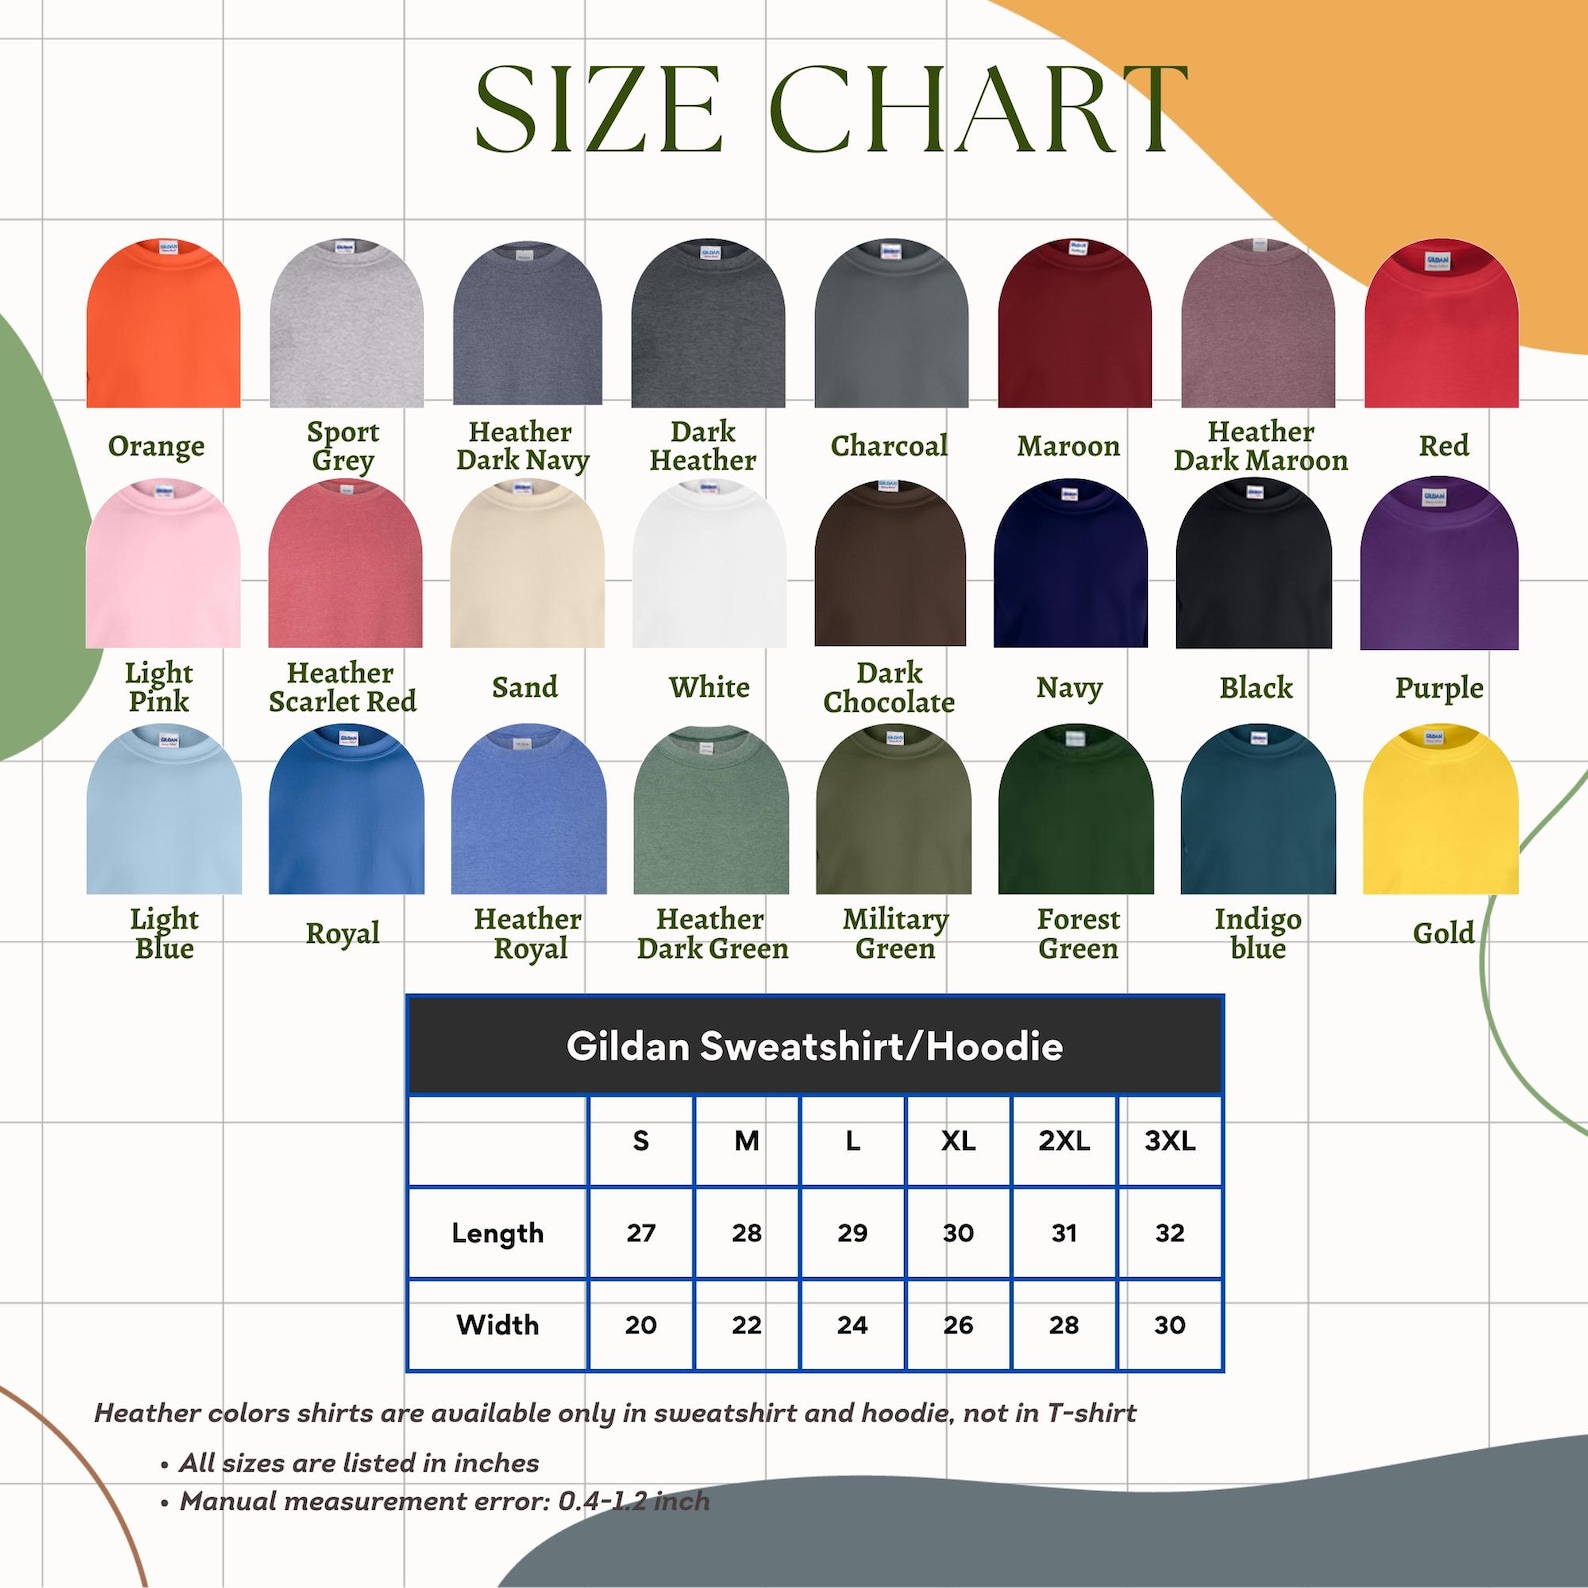 SIZE CHART
Orange
Sport
Grey
Heather
Dark Navy
Dark
Heather
Charcoal
Maroon
Heather
Dark Maroon
Red
Light
Pink
Heather
Scarlet Red
Sand
White
Dark
Chocolate
Navy
Black
Purple
Light
Blue
Royal
Heather
Royal
Heather
Dark Green
Military
Green
Forest
Green
Indigo
blue
Gold
Gildan Sweatshirt/Hoodie
S M L XL 2XL 3XL
Length 27 28 29 30 31 32
Width 20 22 24 26 28 30
Heather colors shirts are available only in sweatshirt and hoodie, not in T-shirt
• All sizes are listed in inches
• Manual measurement error: 0.4-1.2 inch